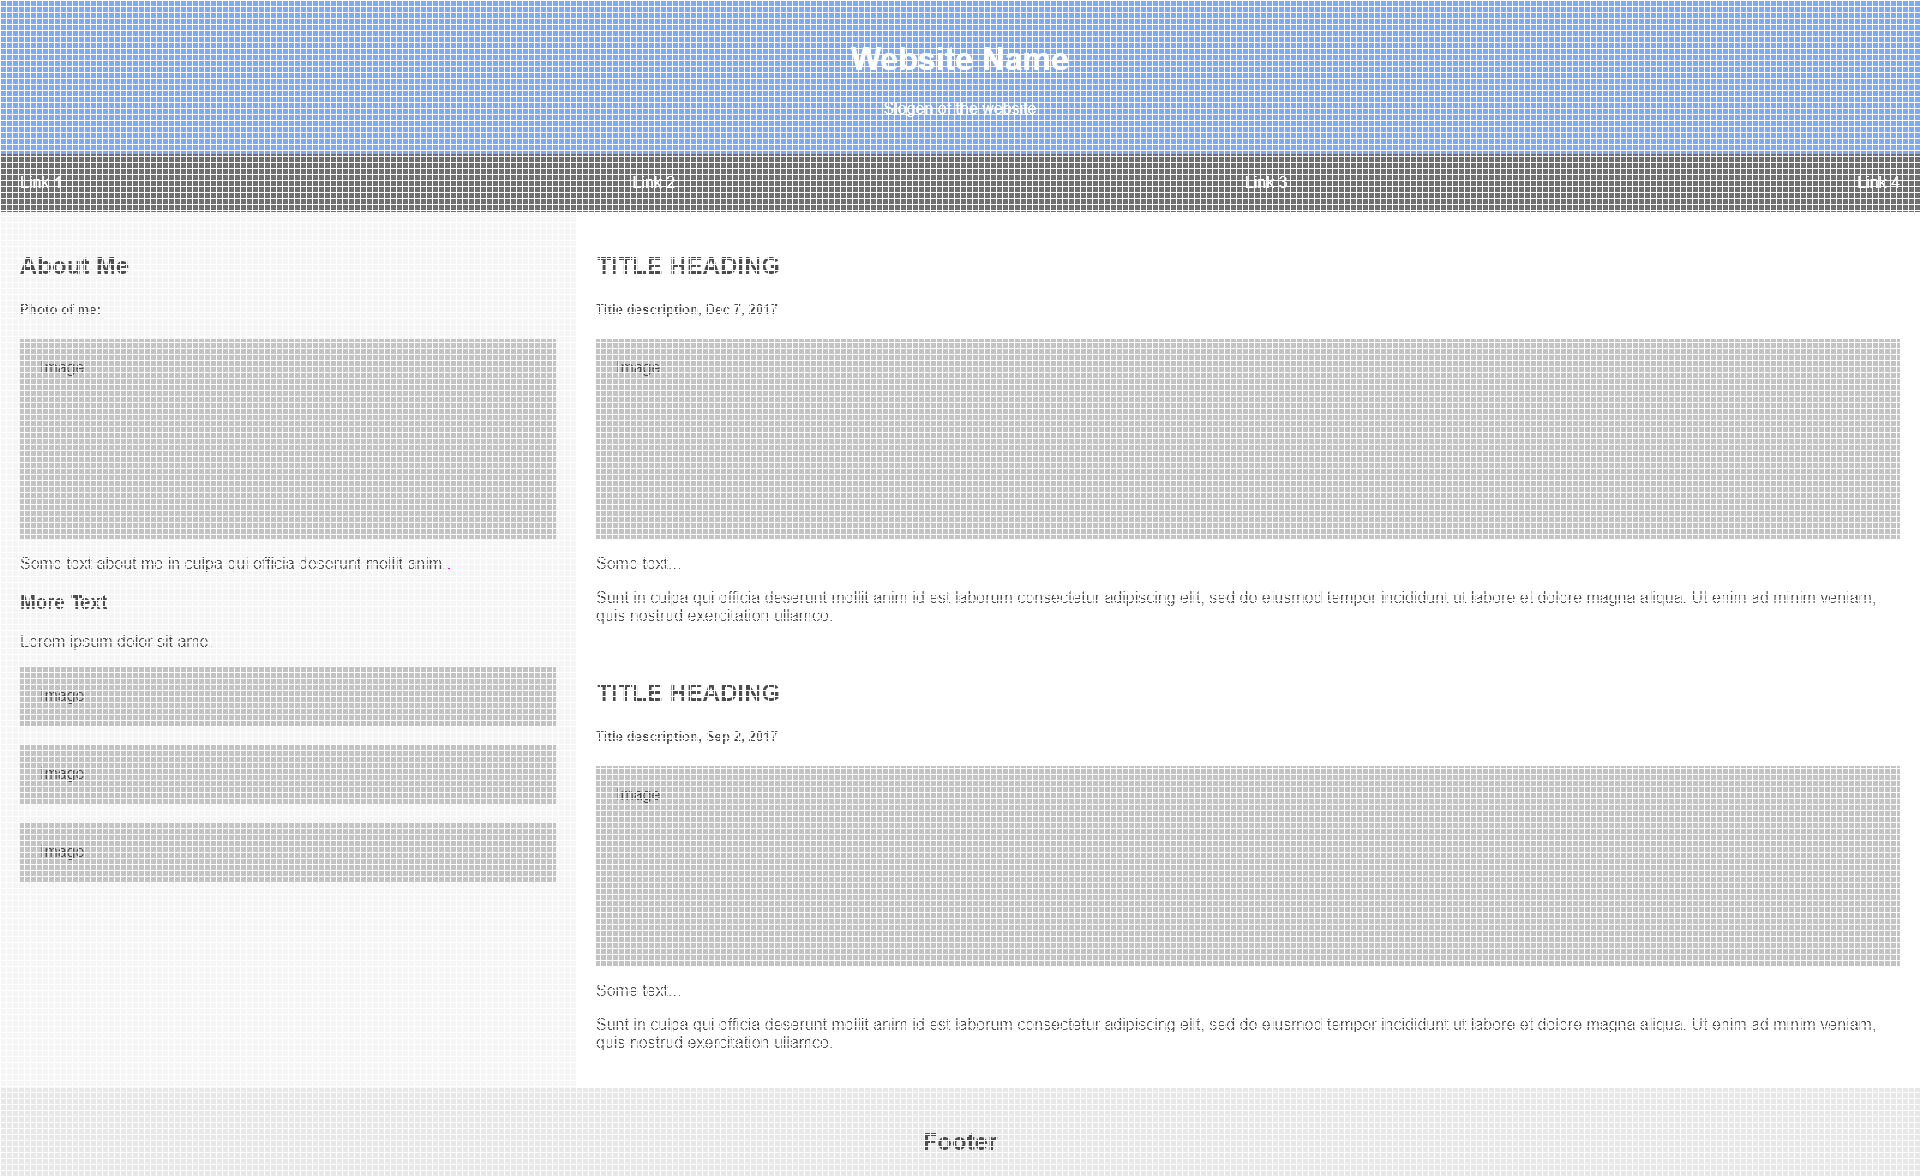 Website Name
Slogen of the website
Link 1
Link 2
Link 3
Link 4
About Me
Photo of me:
Image
Some text about me in culpa qui officia deserunt mollit anim..
More Text
Lorem ipsum dolor sit ame.
Image
Image
Image
TITLE HEADING
Title description, Dec 7, 2017
Image
Some text...
Sunt in culpa qui officia deserunt mollit anim id est laborum consectetur adipiscing elit, sed do eiusmod tempor incididunt ut labore et dolore magna aliqua. Ut enim ad minim veniam,
quis nostrud exercitation ullamco.
TITLE HEADING
Title description, Sep 2, 2017
Image
Some text...
Sunt in culpa qui officia deserunt mollit anim id est laborum consectetur adipiscing elit, sed do eiusmod tempor incididunt ut labore et dolore magna aliqua. Ut enim ad minim veniam,
quis nostrud exercitation ullamco.
Footer